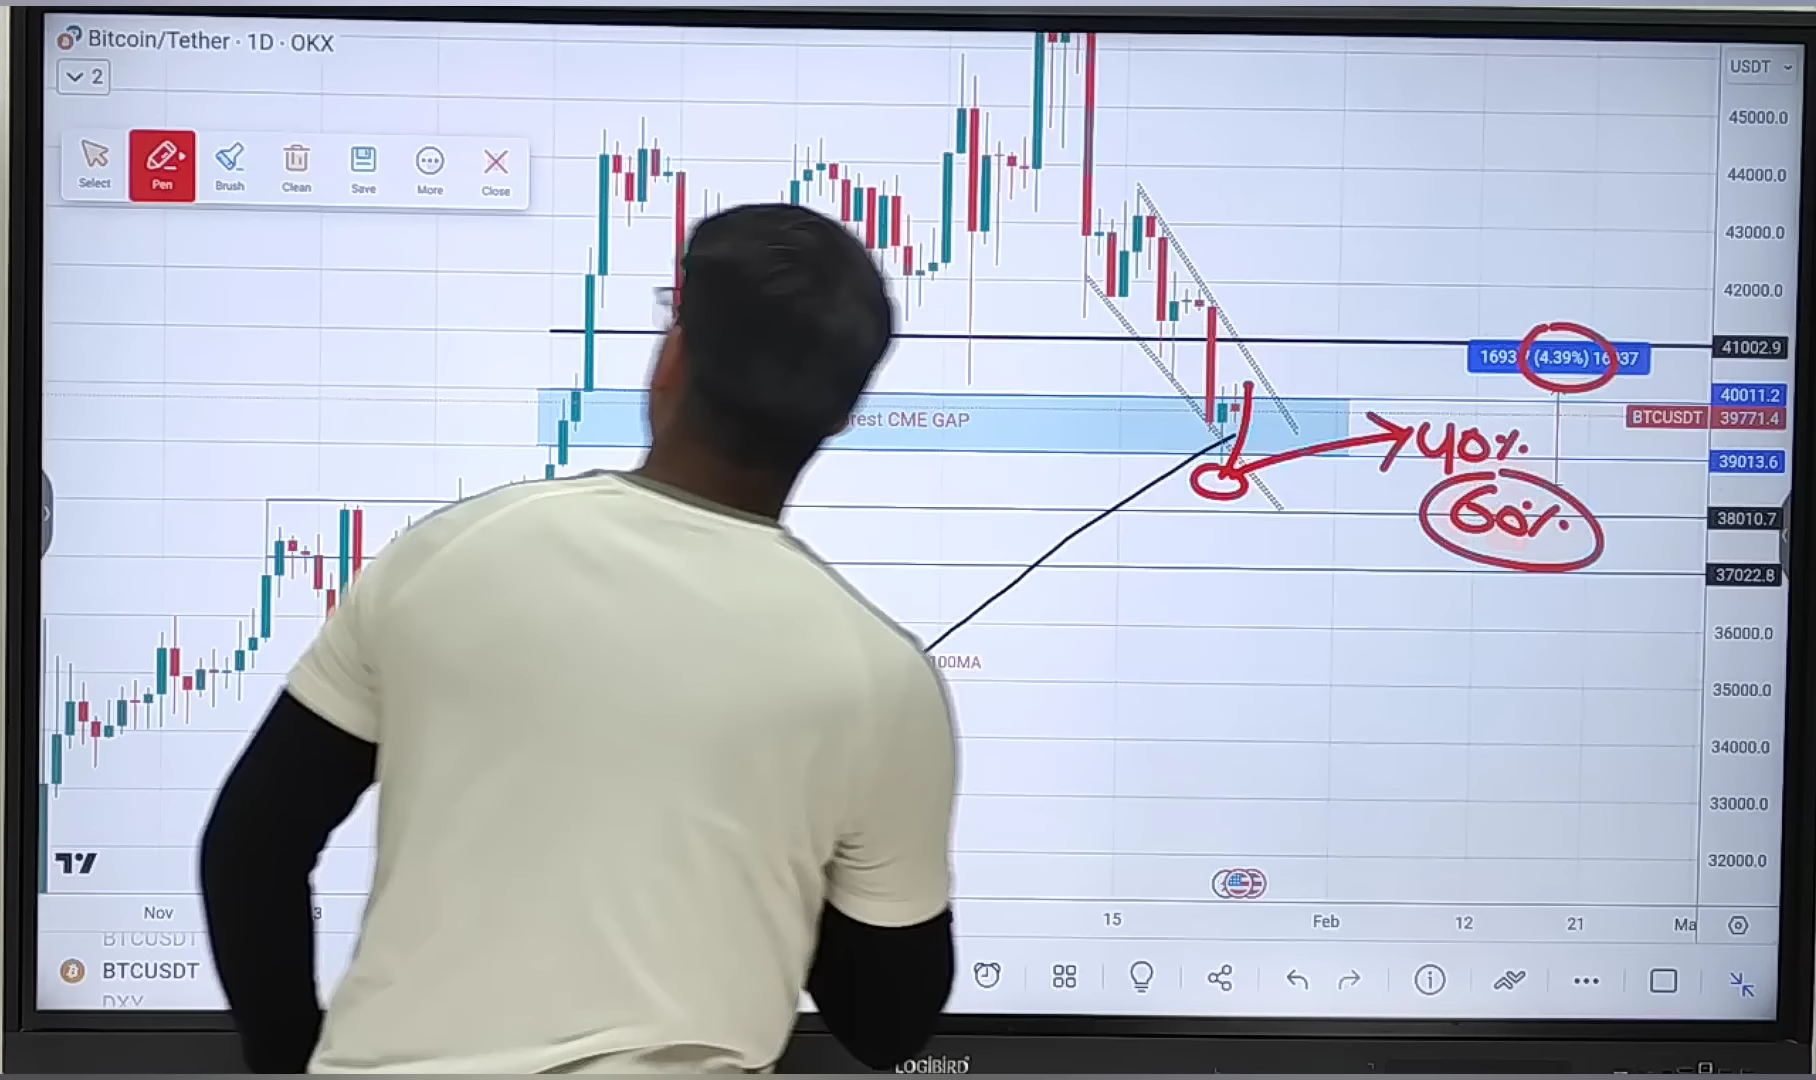 Bitcoin/Tether · 1D · OKX
2
USDT
45000.0
Select
Pen
Brush
Clean
Save
More
Close
44000.0
43000.0
42000.0
41002.9
(4.39%)
40011.2
BTCUSDT 39771.4
CME GAP
40%
39013.6
60%
38010.7
37022.8
36000.0
100MA
35000.0
34000.0
33000.0
32000.0
Nov
15
Feb
12
21
BTCUSDT
BTCUSDT
DXY
LOGIBIRD